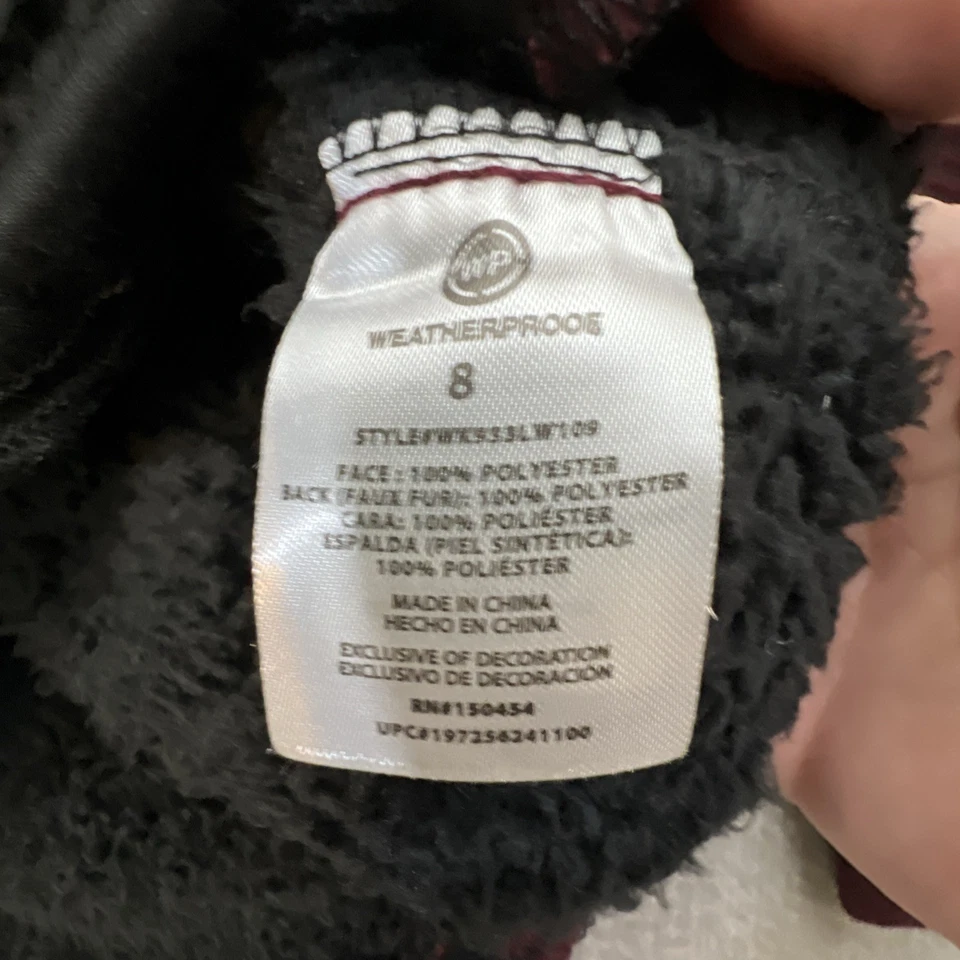 WP
WEATHERPROOF
8
STYLE#WK933LW109
FACE: 100% POLYESTER
BACK (FAUX FUR): 100% POLYESTER
CARA: 100% POLIÉSTER
ESPALDA (PIEL SINTÉTICA):
100% POLIÉSTER
MADE IN CHINA
HECHO EN CHINA
EXCLUSIVE OF DECORATION
EXCLUSIVO DE DECORACIÓN
RN#150454
UPC#197256241100